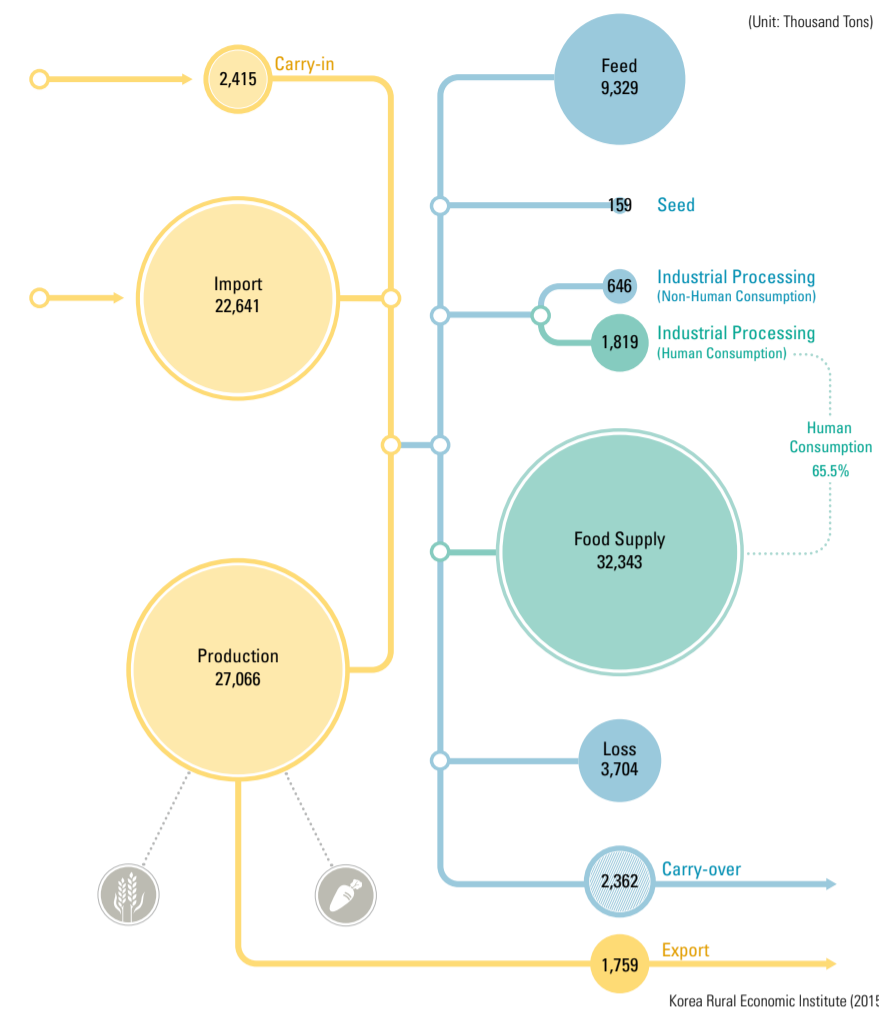 (Unit: Thousand Tons)
Carry-in
2,415
Feed
9,329
159
Seed
Import
22,641
646
Industrial Processing
(Non-Human Consumption)
1,819
Industrial Processing
(Human Consumption)
Human
Consumption
65.5%
Food Supply
32,343
Production
27,066
Loss
3,704
2,362
Carry-over
1,759
Export
Korea Rural Economic Institute (2015